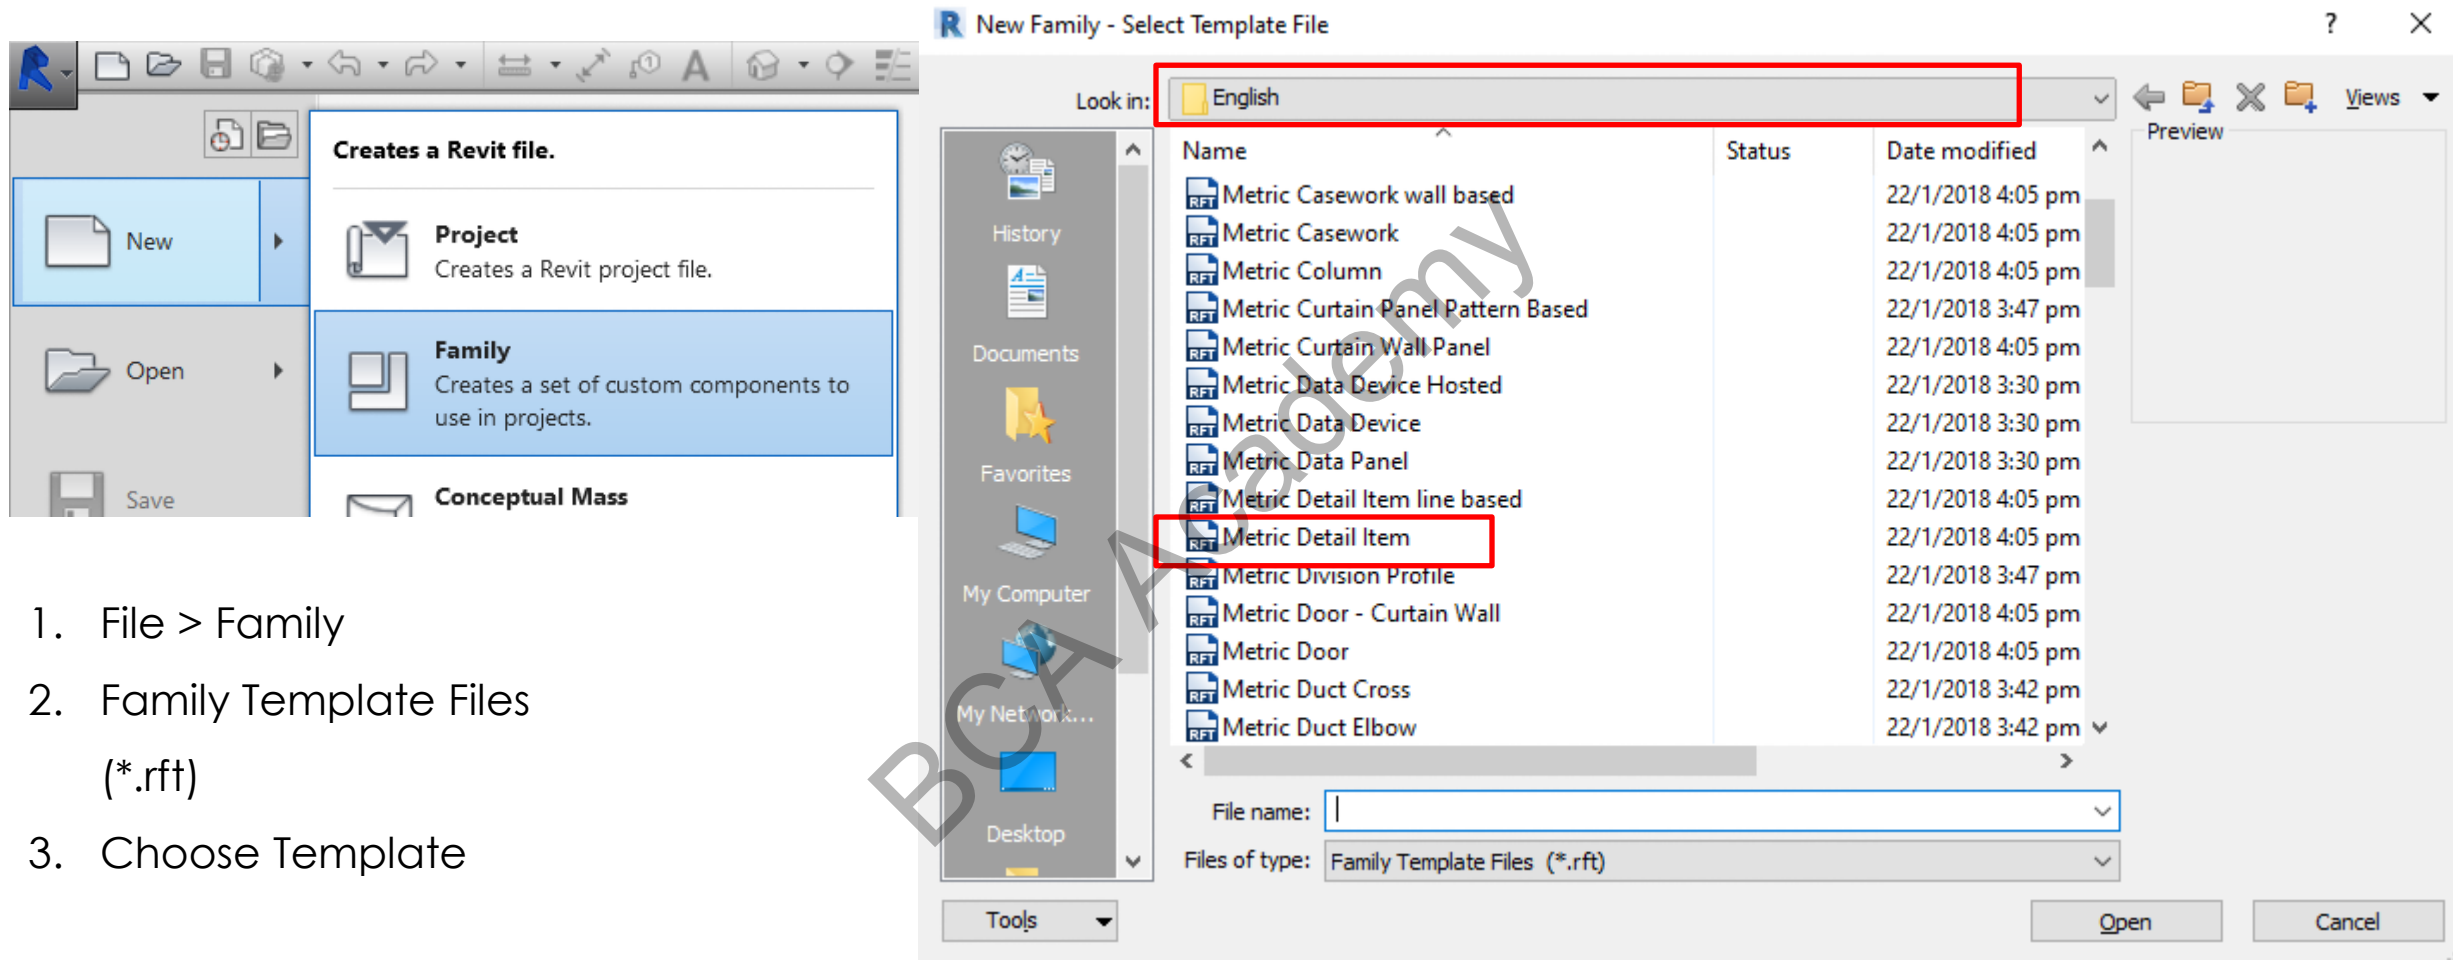 Creates a Revit file.
New
Project
Creates a Revit project file.
Family
Creates a set of custom components to
use in projects.
Open
Save
Conceptual Mass
1. File > Family
2. Family Template Files
(*.rft)
3. Choose Template
New Family - Select Template File
Look in: English
Views
Preview
Name Status Date modified
Metric Casework wall based 22/1/2018 4:05 pm
Metric Casework 22/1/2018 4:05 pm
Metric Column 22/1/2018 4:05 pm
Metric Curtain Panel Pattern Based 22/1/2018 3:47 pm
Metric Curtain Wall Panel 22/1/2018 4:05 pm
Metric Data Device Hosted 22/1/2018 3:30 pm
Metric Data Device 22/1/2018 3:30 pm
Metric Data Panel 22/1/2018 3:30 pm
Metric Detail Item line based 22/1/2018 4:05 pm
Metric Detail Item 22/1/2018 4:05 pm
Metric Division Profile 22/1/2018 3:47 pm
Metric Door - Curtain Wall 22/1/2018 4:05 pm
Metric Door 22/1/2018 4:05 pm
Metric Duct Cross 22/1/2018 3:42 pm
Metric Duct Elbow 22/1/2018 3:42 pm
History
Documents
Favorites
My Computer
My Network...
Desktop
File name:
Files of type: Family Template Files (*.rft)
Tools
Open
Cancel
BCA Academy